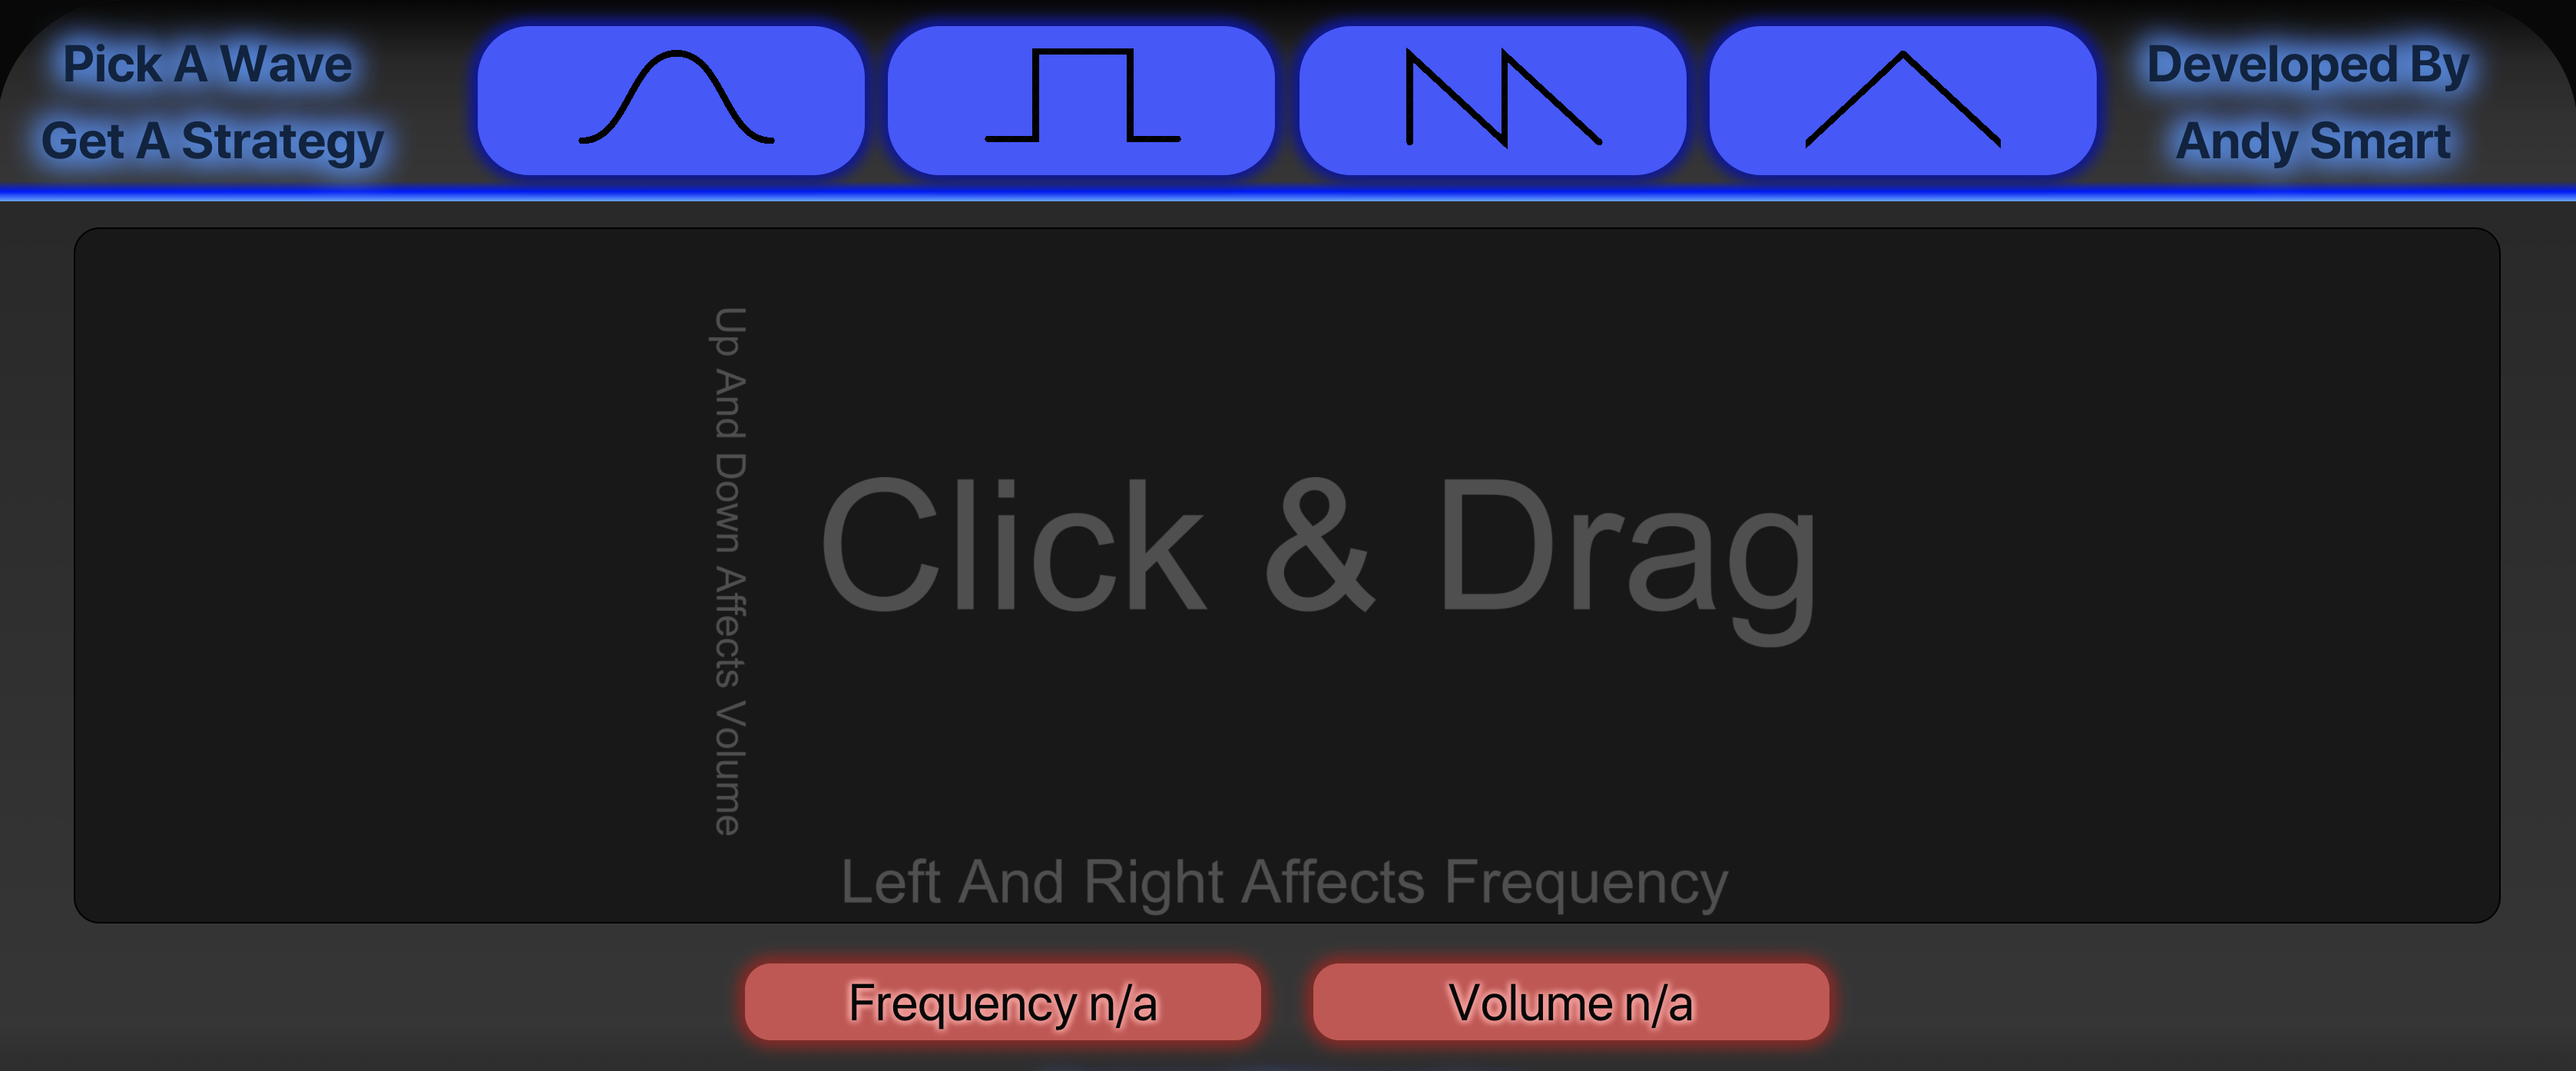 Pick A Wave
Get A Strategy
Developed By
Andy Smart
Up And Down Affects Volume
Click & Drag
Left And Right Affects Frequency
Frequency n/a
Volume n/a